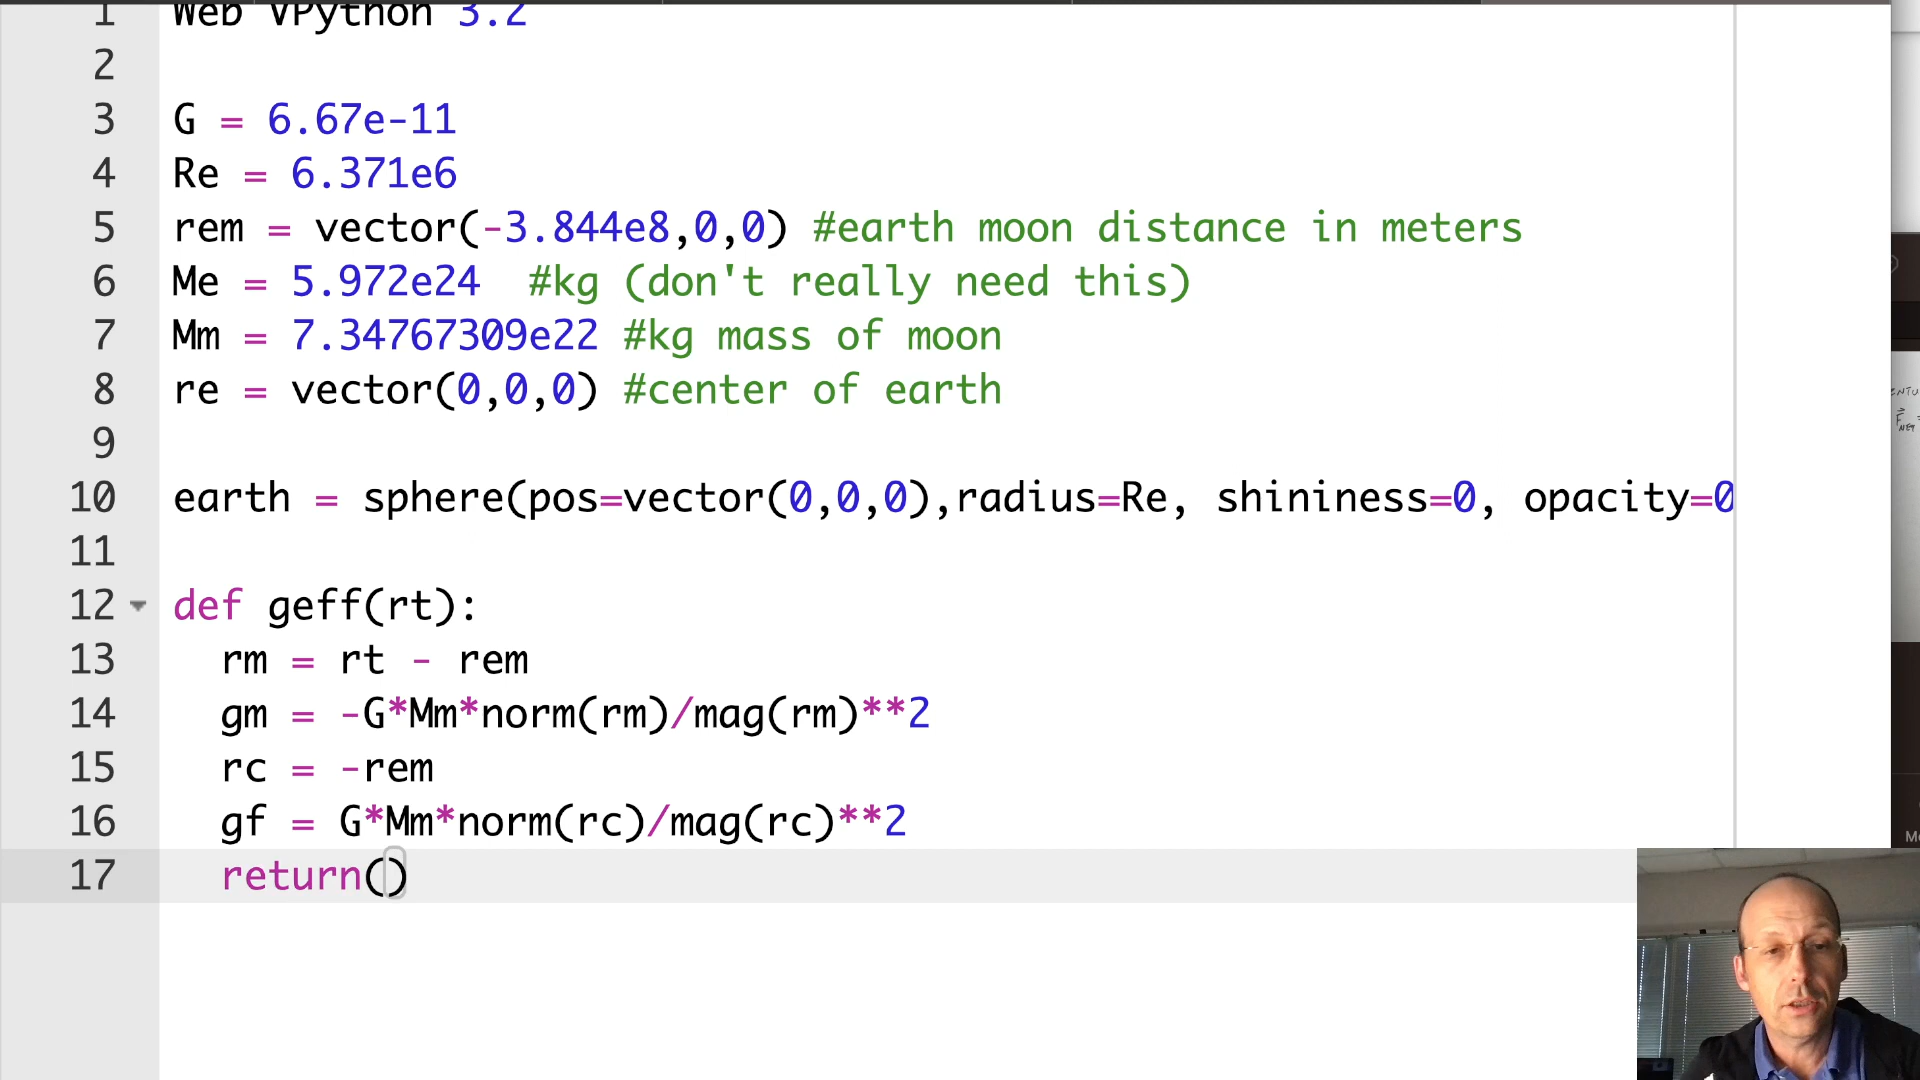 1 Web VPython 3.2
2
3 G = 6.67e-11
4 Re = 6.371e6
5 rem = vector(-3.844e8,0,0) #earth moon distance in meters
6 Me = 5.972e24  #kg (don't really need this)
7 Mm = 7.34767309e22 #kg mass of moon
8 re = vector(0,0,0) #center of earth
9
10 earth = sphere(pos=vector(0,0,0),radius=Re, shininess=0, opacity=0
11
12 def geff(rt):
13   rm = rt - rem
14   gm = -G*Mm*norm(rm)/mag(rm)**2
15   rc = -rem
16   gf = G*Mm*norm(rc)/mag(rc)**2
17   return()